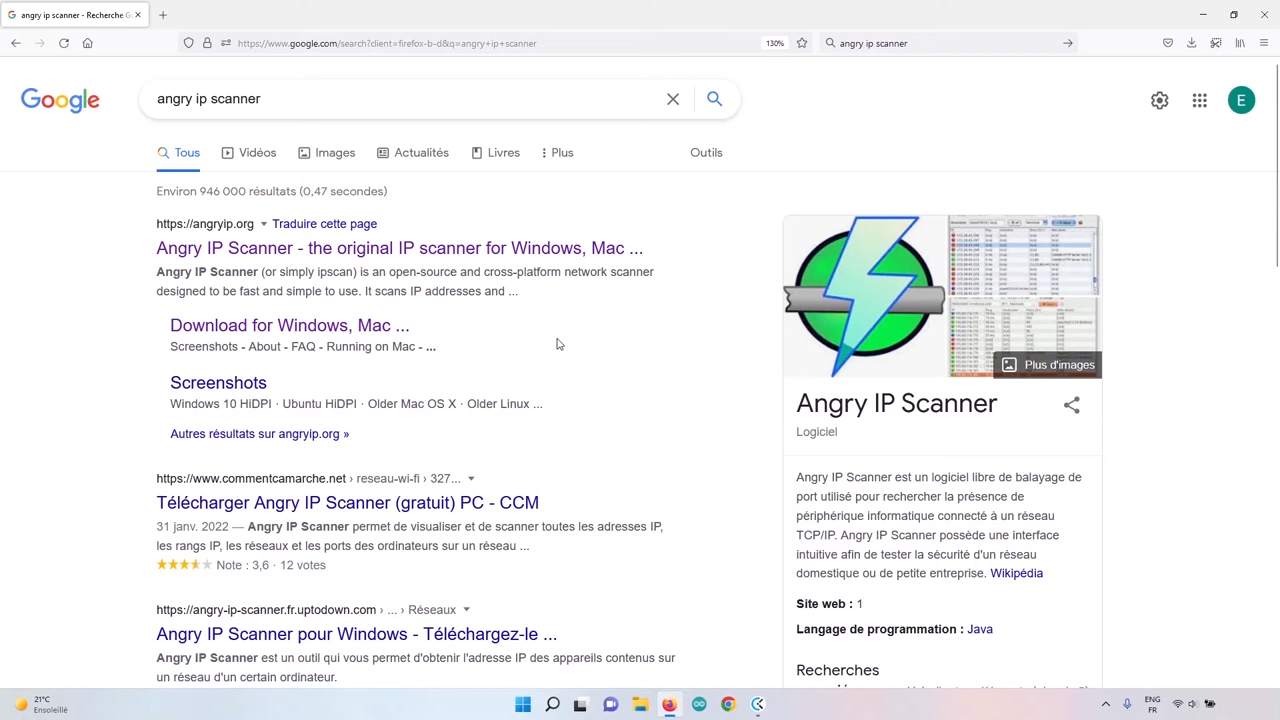 angry ip scanner - Recherche G
https://www.google.com/search?client=firefox-b-d&q=angry+ip+scanner
130%
angry ip scanner
Google
angry ip scanner
E
Tous
Vidéos
Images
Actualités
Livres
Plus
Outils
Environ 946 000 résultats (0,47 secondes)
https://angryip.org
Traduire cette page
Angry IP Scanner - the original IP scanner for Windows, Mac ...
Angry IP Scanner
open-source and cross-platform network scanner
designed to be fast and simple to use. It scans
Download for Windows, Mac ...
Screenshots
running on
Screenshots
Windows 10 HiDPI · Ubuntu HiDPI · Older Mac OS X · Older Linux ...
Autres résultats sur angryip.org »
https://www.commentcamarche.net › reseau-wi-fi › 327...
Télécharger Angry IP Scanner (gratuit) PC - CCM
31 janv. 2022 — Angry IP Scanner permet de visualiser et de scanner toutes les adresses IP,
les rangs IP, les réseaux et les ports des ordinateurs sur un réseau ...
Note : 3,6 · 12 votes
https://angry-ip-scanner.fr.uptodown.com › ... › Réseaux
Angry IP Scanner pour Windows - Téléchargez-le ...
Angry IP Scanner est un outil qui vous permet d'obtenir l'adresse IP des appareils contenus sur
un réseau d'un certain ordinateur.
Plus d'images
Angry IP Scanner
Logiciel
Angry IP Scanner est un logiciel libre de balayage de
port utilisé pour rechercher la présence de
périphérique informatique connecté à un réseau
TCP/IP. Angry IP Scanner possède une interface
intuitive afin de tester la sécurité d'un réseau
domestique ou de petite entreprise. Wikipédia
Site web : 1
Langage de programmation : Java
Recherches
21°C
Ensoleillé
ENG
FR